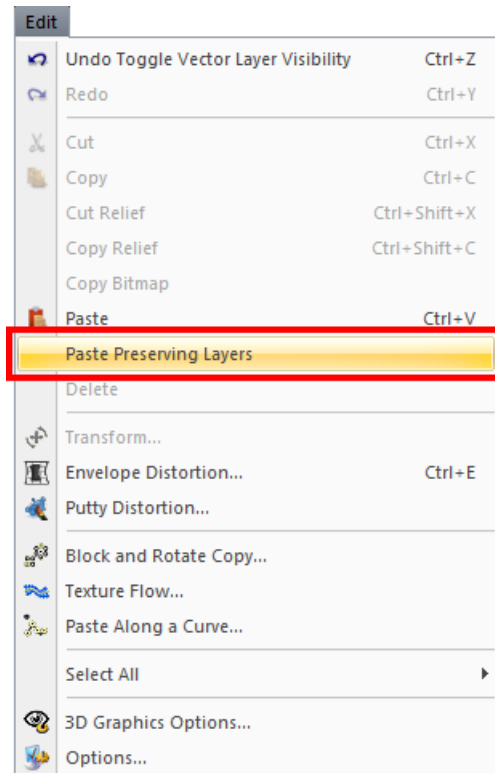 Edit
Undo Toggle Vector Layer Visibility Ctrl+Z
Redo Ctrl+Y
Cut Ctrl+X
Copy Ctrl+C
Cut Relief Ctrl+Shift+X
Copy Relief Ctrl+Shift+C
Copy Bitmap
Paste Ctrl+V
Paste Preserving Layers
Delete
Transform...
Envelope Distortion... Ctrl+E
Putty Distortion...
Block and Rotate Copy...
Texture Flow...
Paste Along a Curve...
Select All
3D Graphics Options...
Options...